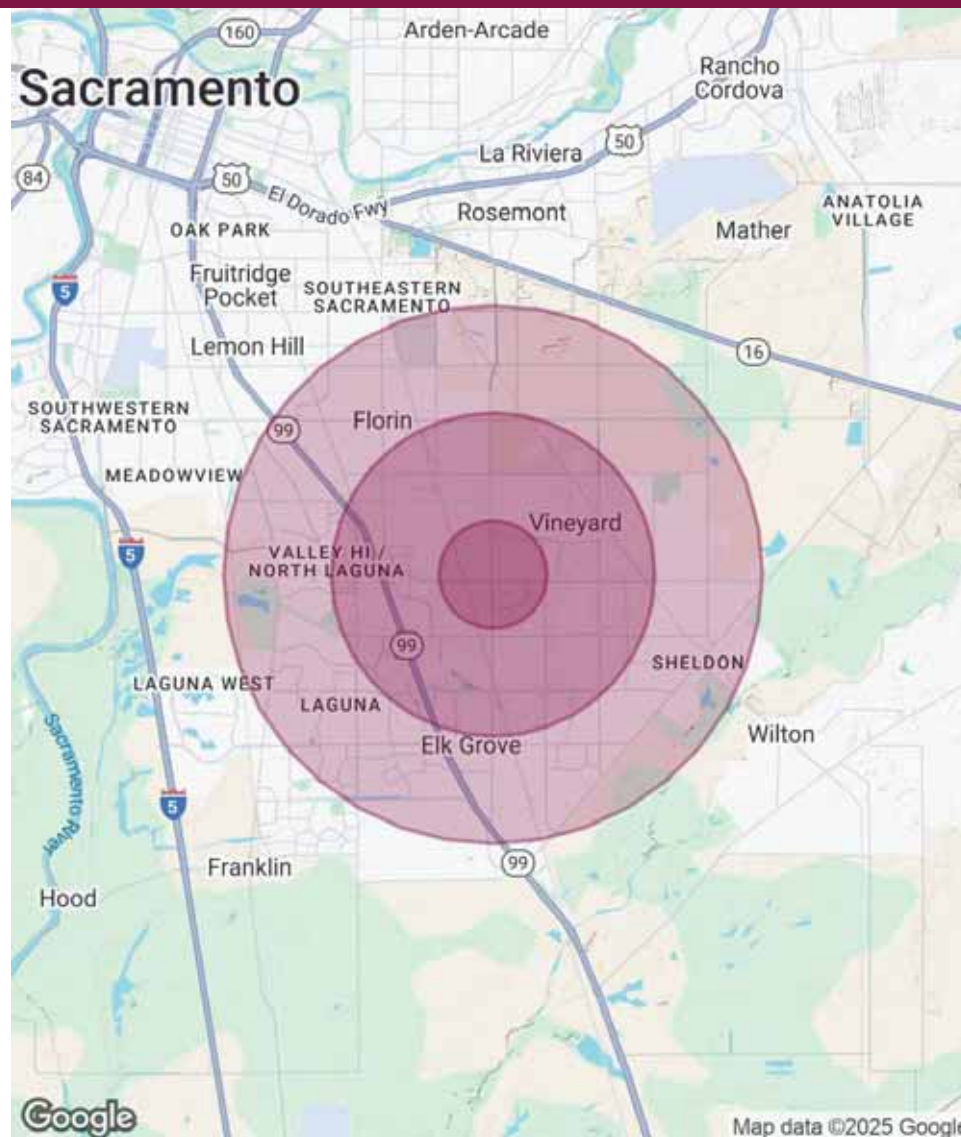 160
Arden-Arcade
Sacramento
Rancho
Cordova
50
La Riviera
84
50
El Dorado Fwy
Rosemont
ANATOLIA
VILLAGE
OAK PARK
Mather
Fruitridge
Pocket
SOUTHEASTERN
SACRAMENTO
5
Lemon Hill
16
SOUTHWESTERN
SACRAMENTO
Florin
99
MEADOWVIEW
Vineyard
5
VALLEY HI /
NORTH LAGUNA
99
SHELDON
LAGUNA WEST
LAGUNA
Sacramento River
Elk Grove
Wilton
5
Franklin
99
Hood
Google
Map data ©2025 Google